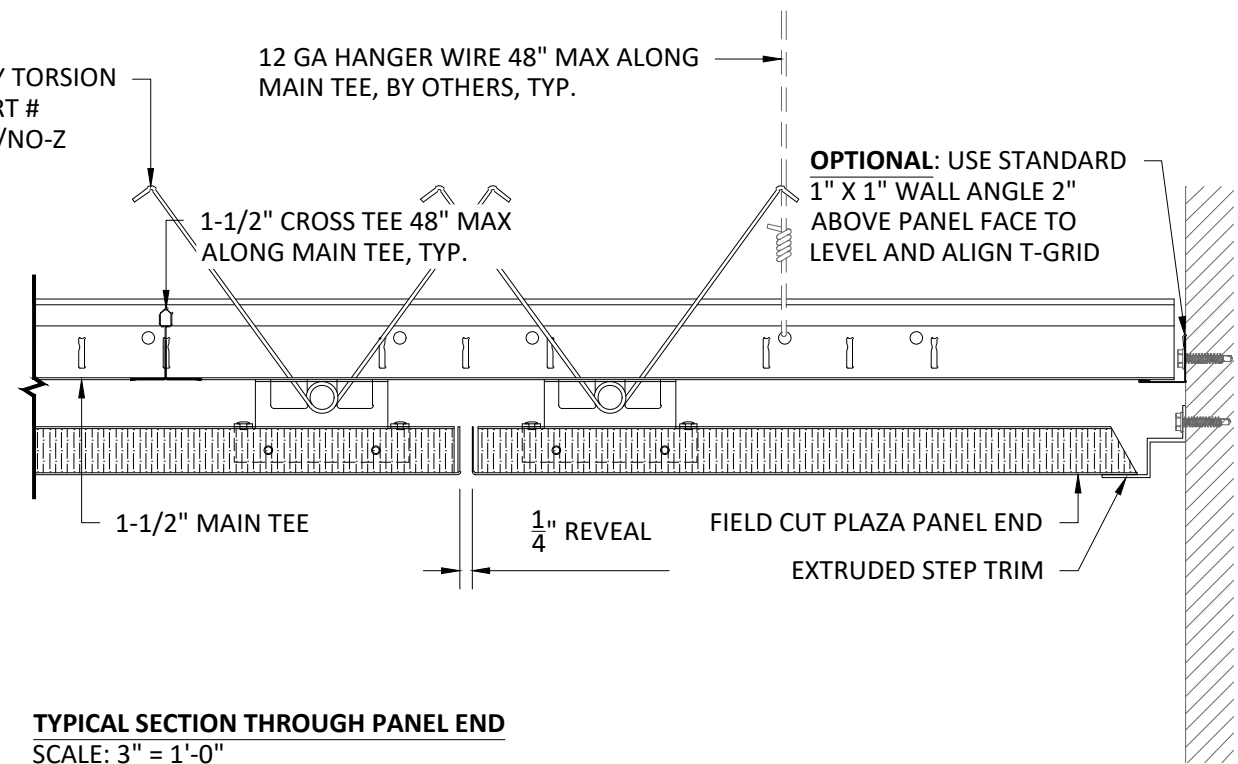 12 GA HANGER WIRE 48" MAX ALONG
MAIN TEE, BY OTHERS, TYP.
TORSION
#
/NO-Z
OPTIONAL: USE STANDARD
1" X 1" WALL ANGLE 2"
ABOVE PANEL FACE TO
LEVEL AND ALIGN T-GRID
1-1/2" CROSS TEE 48" MAX
ALONG MAIN TEE, TYP.
1-1/2" MAIN TEE
1/4" REVEAL
FIELD CUT PLAZA PANEL END
EXTRUDED STEP TRIM
TYPICAL SECTION THROUGH PANEL END
SCALE: 3" = 1'-0"